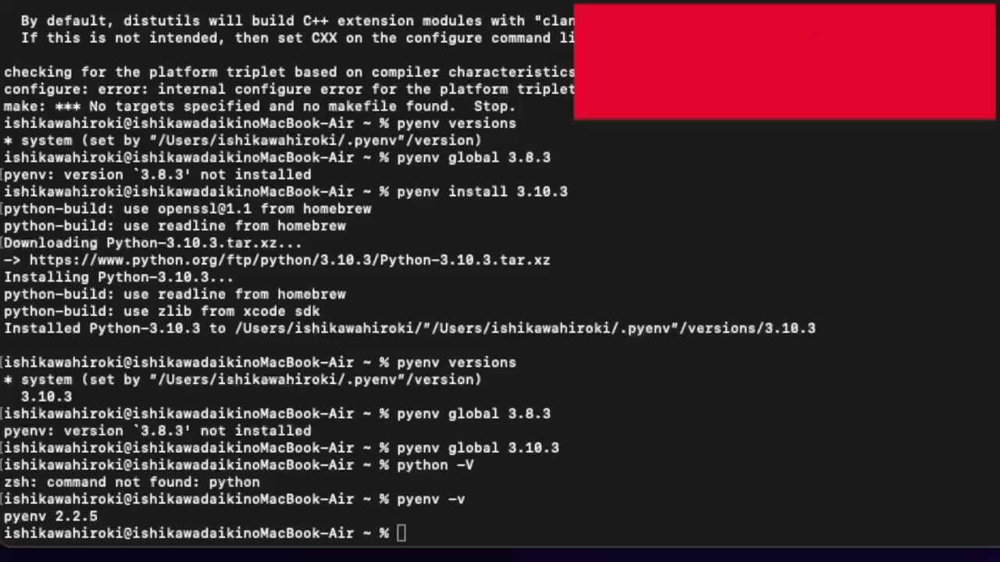 By default, distutils will build C++ extension modules with "clan
If this is not intended, then set CXX on the configure command li
checking for the platform triplet based on compiler characteristics
configure: error: internal configure error for the platform triplet
make: *** No targets specified and no makefile found.  Stop.
ishikawahiroki@ishikawadaikinoMacBook-Air ~ % pyenv versions
* system (set by "/Users/ishikawahiroki/.pyenv"/version)
ishikawahiroki@ishikawadaikinoMacBook-Air ~ % pyenv global 3.8.3
pyenv: version `3.8.3' not installed
ishikawahiroki@ishikawadaikinoMacBook-Air ~ % pyenv install 3.10.3
python-build: use openssl@1.1 from homebrew
python-build: use readline from homebrew
Downloading Python-3.10.3.tar.xz...
-> https://www.python.org/ftp/python/3.10.3/Python-3.10.3.tar.xz
Installing Python-3.10.3...
python-build: use readline from homebrew
python-build: use zlib from xcode sdk
Installed Python-3.10.3 to /Users/ishikawahiroki/"/Users/ishikawahiroki/.pyenv"/versions/3.10.3
ishikawahiroki@ishikawadaikinoMacBook-Air ~ % pyenv versions
* system (set by "/Users/ishikawahiroki/.pyenv"/version)
3.10.3
ishikawahiroki@ishikawadaikinoMacBook-Air ~ % pyenv global 3.8.3
pyenv: version `3.8.3' not installed
ishikawahiroki@ishikawadaikinoMacBook-Air ~ % pyenv global 3.10.3
ishikawahiroki@ishikawadaikinoMacBook-Air ~ % python -V
zsh: command not found: python
ishikawahiroki@ishikawadaikinoMacBook-Air ~ % pyenv -v
pyenv 2.2.5
ishikawahiroki@ishikawadaikinoMacBook-Air ~ %